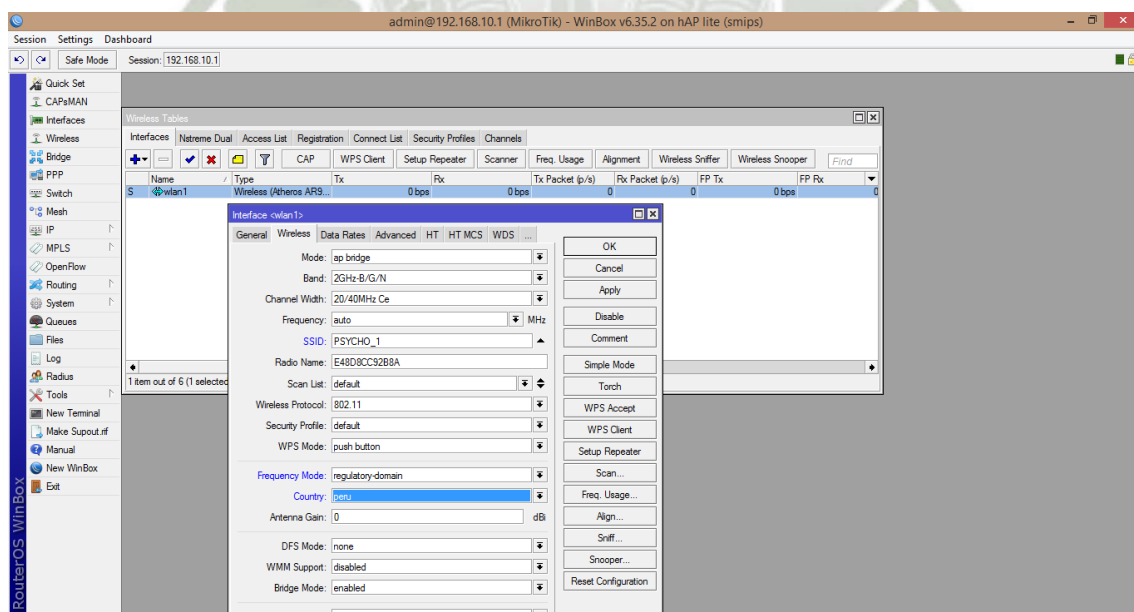 admin@192.168.10.1 (MikroTik) - WinBox v6.35.2 on hAP lite (smips)
Session Settings Dashboard
Safe Mode Session: 192.168.10.1
Quick Set
CAPsMAN
Interfaces
Wireless
Bridge
PPP
Switch
Mesh
IP
MPLS
OpenFlow
Routing
System
Queues
Files
Log
Radius
Tools
New Terminal
Make Supout.rif
Manual
New WinBox
Exit
RouterOS WinBox
Wireless Tables
Interfaces Nstreme Dual Access List Registration Connect List Security Profiles Channels
CAP WPS Client Setup Repeater Scanner Freq. Usage Alignment Wireless Sniffer Wireless Snooper Find
Name / Type Tx Rx Tx Packet (p/s) Rx Packet (p/s) FP Tx FP Rx
S wlan1 Wireless (Atheros AR9... 0 bps 0 bps 0 0 0 bps 0
1 item out of 6 (1 selected
Interface <wlan1>
General Wireless Data Rates Advanced HT HT MCS WDS ...
Mode: ap bridge
Band: 2GHz-B/G/N
Channel Width: 20/40MHz Ce
Frequency: auto MHz
SSID: PSYCHO_1
Radio Name: E48D8CC92B8A
Scan List: default
Wireless Protocol: 802.11
Security Profile: default
WPS Mode: push button
Frequency Mode: regulatory-domain
Country: peru
Antenna Gain: 0 dBi
DFS Mode: none
WMM Support: disabled
Bridge Mode: enabled
OK
Cancel
Apply
Disable
Comment
Simple Mode
Torch
WPS Accept
WPS Client
Setup Repeater
Scan...
Freq. Usage...
Align...
Sniff...
Snooper...
Reset Configuration